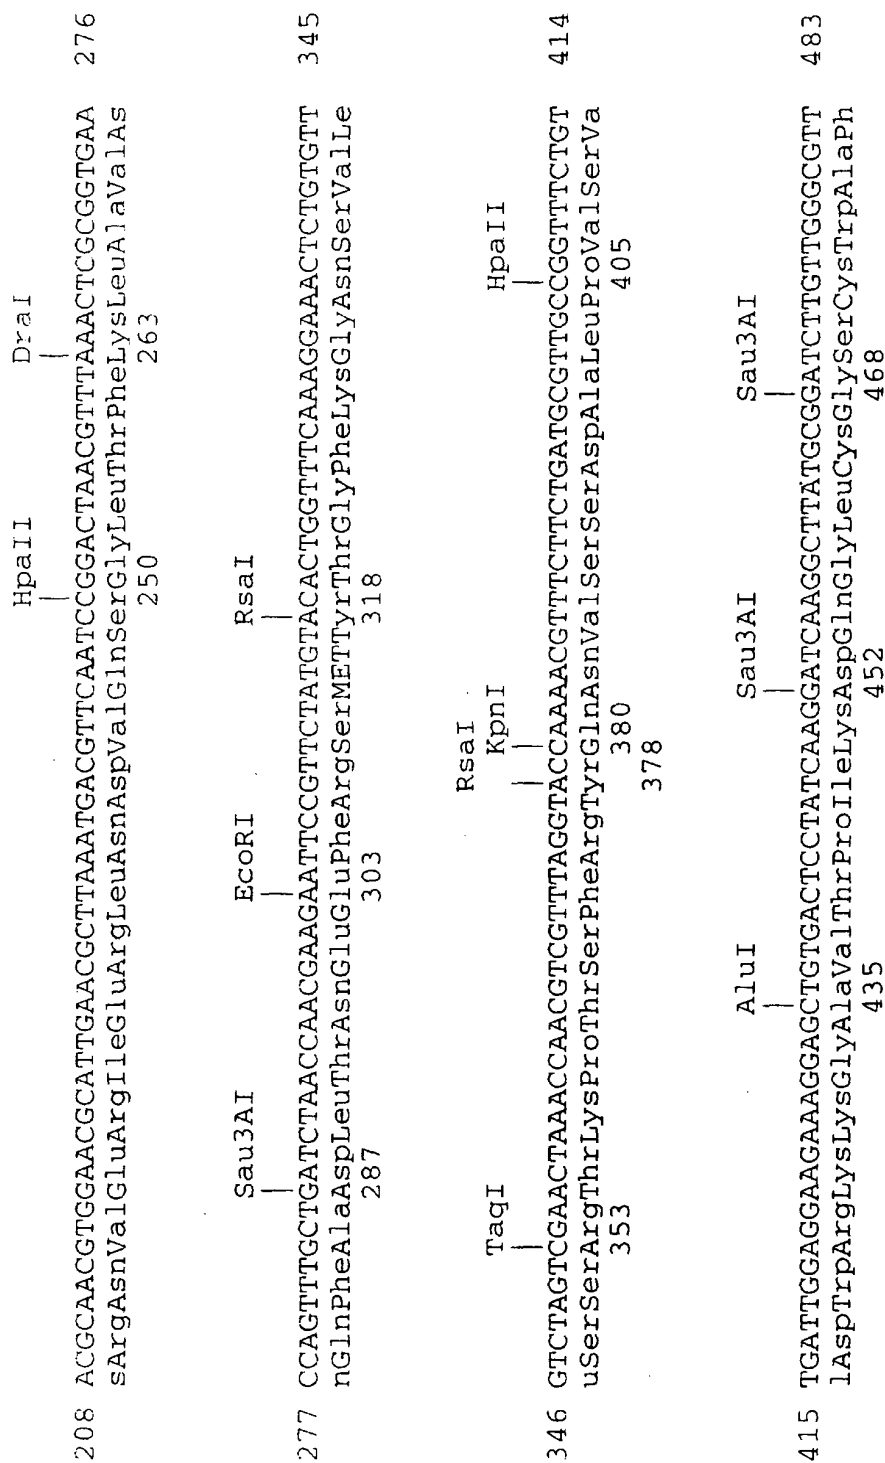 HpaII DraI
208 ACGCAACGTGGAACGCATTGAACGCTTAAATGACGTTCAATCCGGACTAACGTTTAAACTCGCGGTGAA 276
sArgAsnValGluArgIleGluArgLeuAsnAspValGlnSerGlyLeuThrPheLysLeuAlaValAs
250 263
Sau3AI EcoRI RsaI
277 CCAGTTTGCTGATCTAACCAACGAAGAATTCCGTTCTATGTACACTGGTTTCAAAGGAAACTCTGTGTT 345
nGlnPheAlaAspLeuThrAsnGluGluPheArgSerMETTyrThrGlyPheLysGlyAsnSerValLe
287 303 318
RsaI
TaqI KpnI HpaII
346 GTCTAGTCGAACTAAACCAACGTCGTTTAGGTACCAAAACGTTTCTTCTGATGCGTTGCCGGTTTCTGT 414
uSerSerArgThrLysProThrSerPheArgTyrGlnAsnValSerSerAspAlaLeuProValSerVa
353 380 405
378
AluI Sau3AI Sau3AI
415 TGATTGGAGGAAGAAAGGAGCTGTGACTCCTATCAAGGATCAAGGCTTATGCGGATCTTGTTGGGCGTT 483
lAspTrpArgLysLysGlyAlaValThrProIleLysAspGlnGlyLeuCysGlySerCysTrpAlaPh
435 452 468